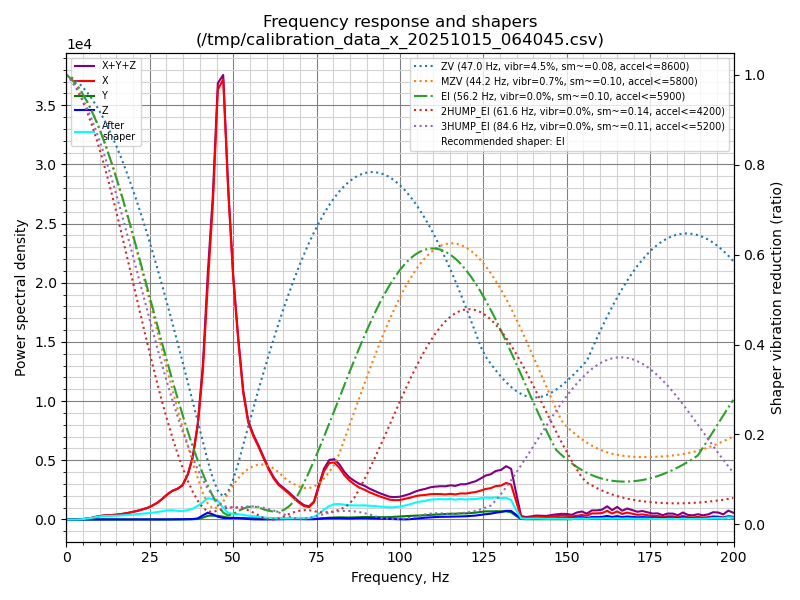 Frequency response and shapers
(/tmp/calibration_data_x_20251015_064045.csv)
1e4
X+Y+Z
X
Y
Z
After
shaper
ZV (47.0 Hz, vibr=4.5%, sm~=0.08, accel<=8600)
MZV (44.2 Hz, vibr=0.7%, sm~=0.10, accel<=5800)
EI (56.2 Hz, vibr=0.0%, sm~=0.10, accel<=5900)
2HUMP_EI (61.6 Hz, vibr=0.0%, sm~=0.14, accel<=4200)
3HUMP_EI (84.6 Hz, vibr=0.0%, sm~=0.11, accel<=5200)
Recommended shaper: EI
Power spectral density
3.5
3.0
2.5
2.0
1.5
1.0
0.5
0.0
1.0
0.8
0.6
0.4
0.2
0.0
Shaper vibration reduction (ratio)
0 25 50 75 100 125 150 175 200
Frequency, Hz